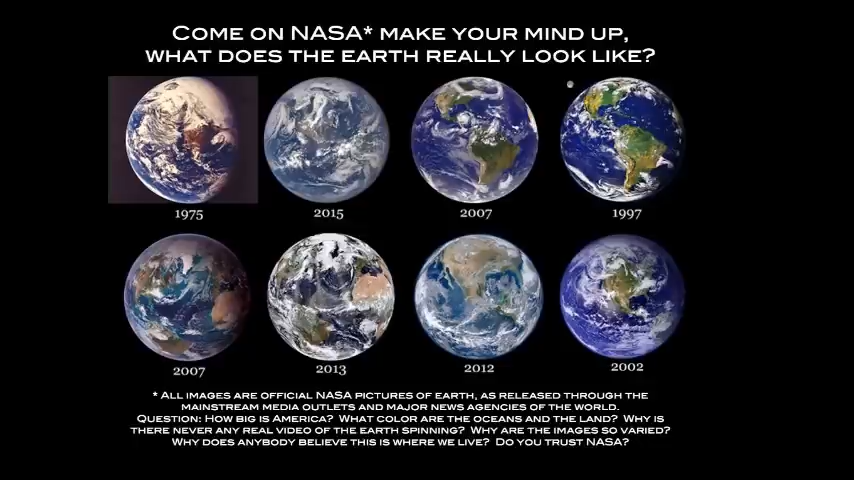 Come on NASA* make your mind up,
what does the earth really look like?
1975
2015
2007
1997
2007
2013
2012
2002
* All images are official NASA pictures of earth, as released through the
mainstream media outlets and major news agencies of the world.
Question: How big is America? What color are the oceans and the land? Why is
there never any real video of the earth spinning? Why are the images so varied?
Why does anybody believe this is where we live? Do you trust NASA?